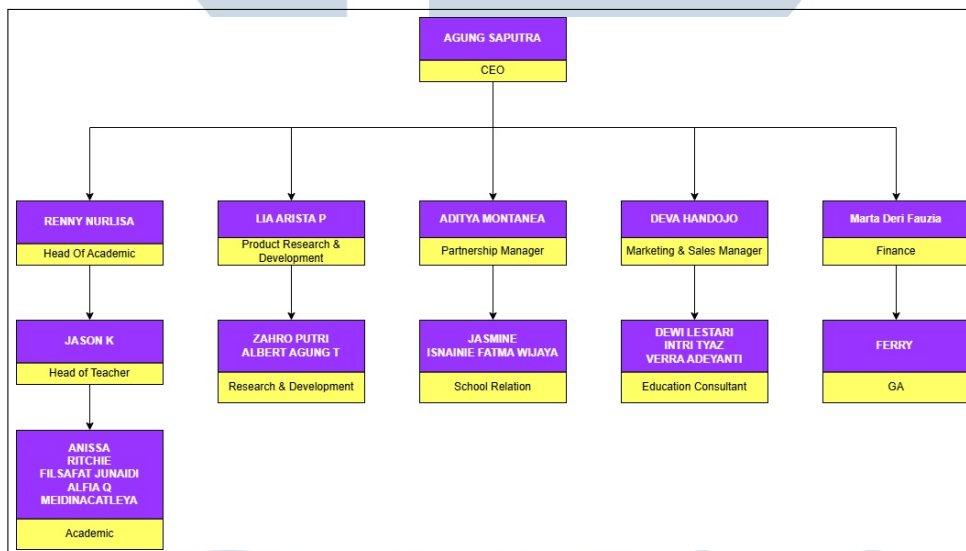 AGUNG SAPUTRA
CEO
RENNY NURLISA
Head Of Academic
LIA ARISTA P
Product Research &
Development
ADITYA MONTANEA
Partnership Manager
DEVA HANDOJO
Marketing & Sales Manager
Marta Deri Fauzia
Finance
JASON K
Head of Teacher
ZAHRO PUTRI
ALBERT AGUNG T
Research & Development
JASMINE
ISNAINIE FATMA WIJAYA
School Relation
DEWI LESTARI
INTRI TYAZ
VERRA ADEYANTI
Education Consultant
FERRY
GA
ANISSA
RITCHIE
FILSAFAT JUNAIDI
ALFIA Q
MEIDINACATLEYA
Academic